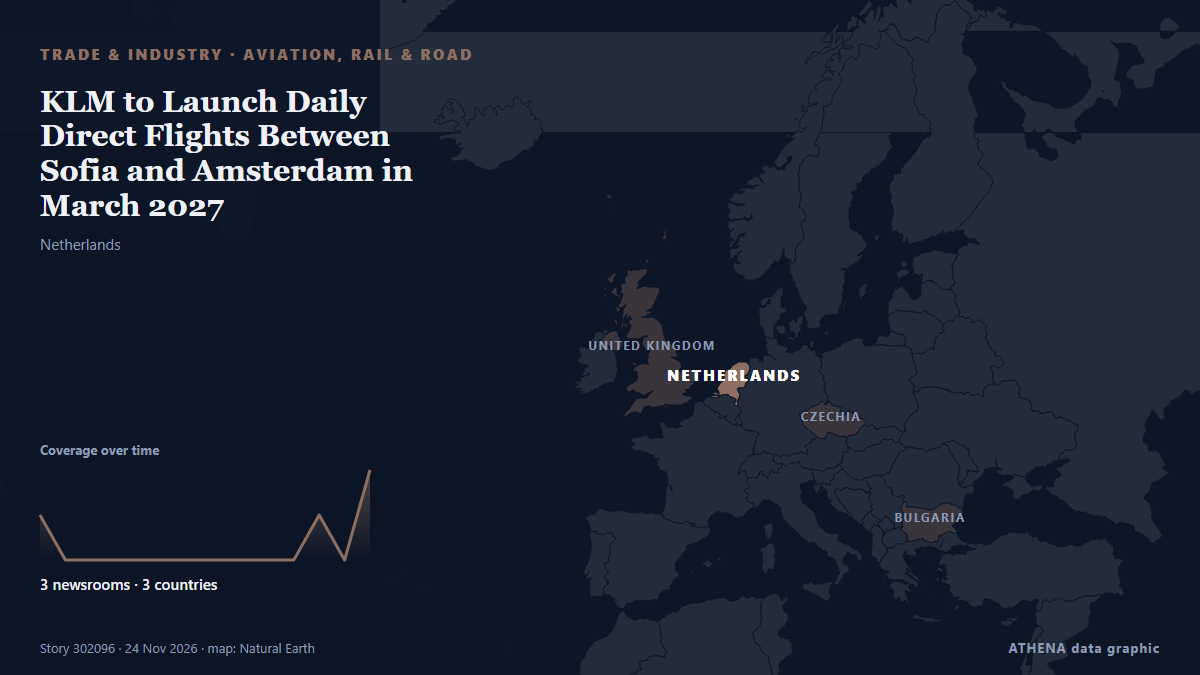 TRADE & INDUSTRY · AVIATION, RAIL & ROAD
KLM to Launch Daily
Direct Flights Between
Sofia and Amsterdam in
March 2027
Netherlands
UNITED KINGDOM
NETHERLANDS
CZECHIA
BULGARIA
Coverage over time
3 newsrooms · 3 countries
Story 302096 · 24 Nov 2026 · map: Natural Earth
ATHENA data graphic